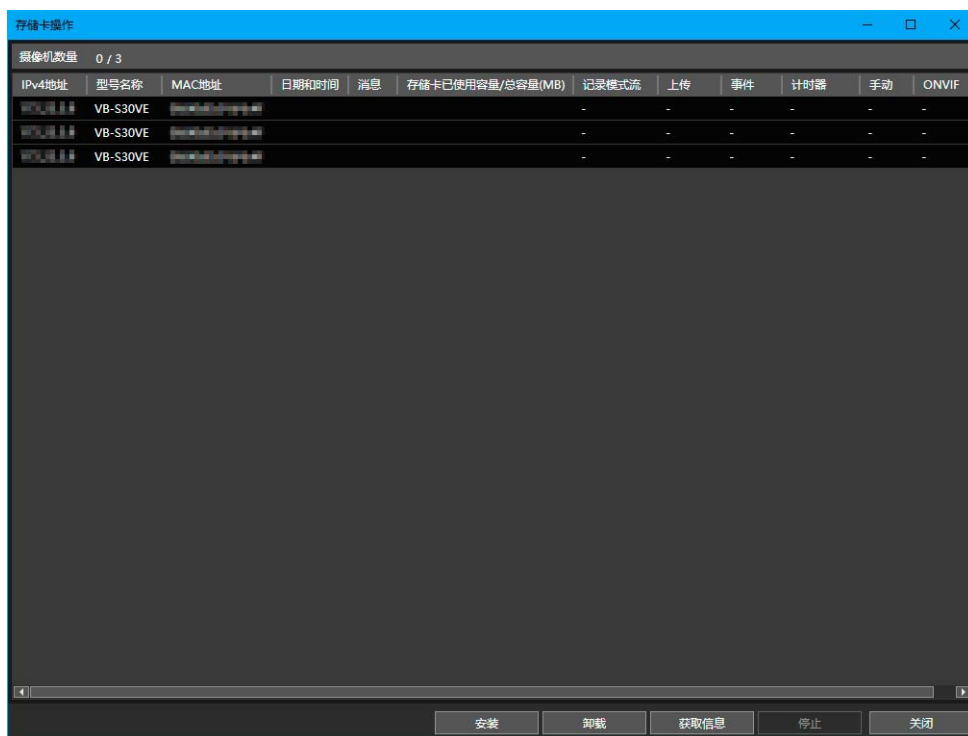 存储卡操作
摄像机数量 0 / 3
IPv4地址 型号名称 MAC地址 日期和时间 消息 存储卡已使用容量/总容量(MB) 记录模式流 上传 事件 计时器 手动 ONVIF
VB-S30VE - - - - - -
VB-S30VE - - - - - -
VB-S30VE - - - - - -
安装 卸载 获取信息 停止 关闭